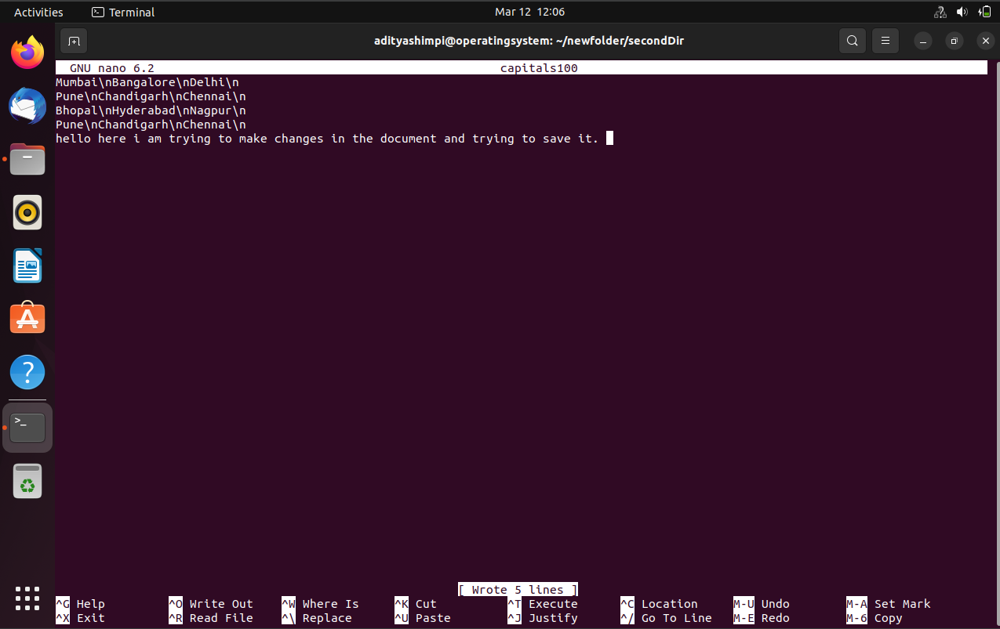 Activities Terminal Mar 12 12:06
adityashimpi@operatingsystem: ~/newfolder/secondDir
GNU nano 6.2 capitals100
Mumbai\nBangalore\nDelhi\n
Pune\nChandigarh\nChennai\n
Bhopal\nHyderabad\nNagpur\n
Pune\nChandigarh\nChennai\n
hello here i am trying to make changes in the document and trying to save it.
>_
[ Wrote 5 lines ]
^G Help ^O Write Out ^W Where Is ^K Cut ^T Execute ^C Location M-U Undo M-A Set Mark
^X Exit ^R Read File ^\ Replace ^U Paste ^J Justify ^/ Go To Line M-E Redo M-6 Copy